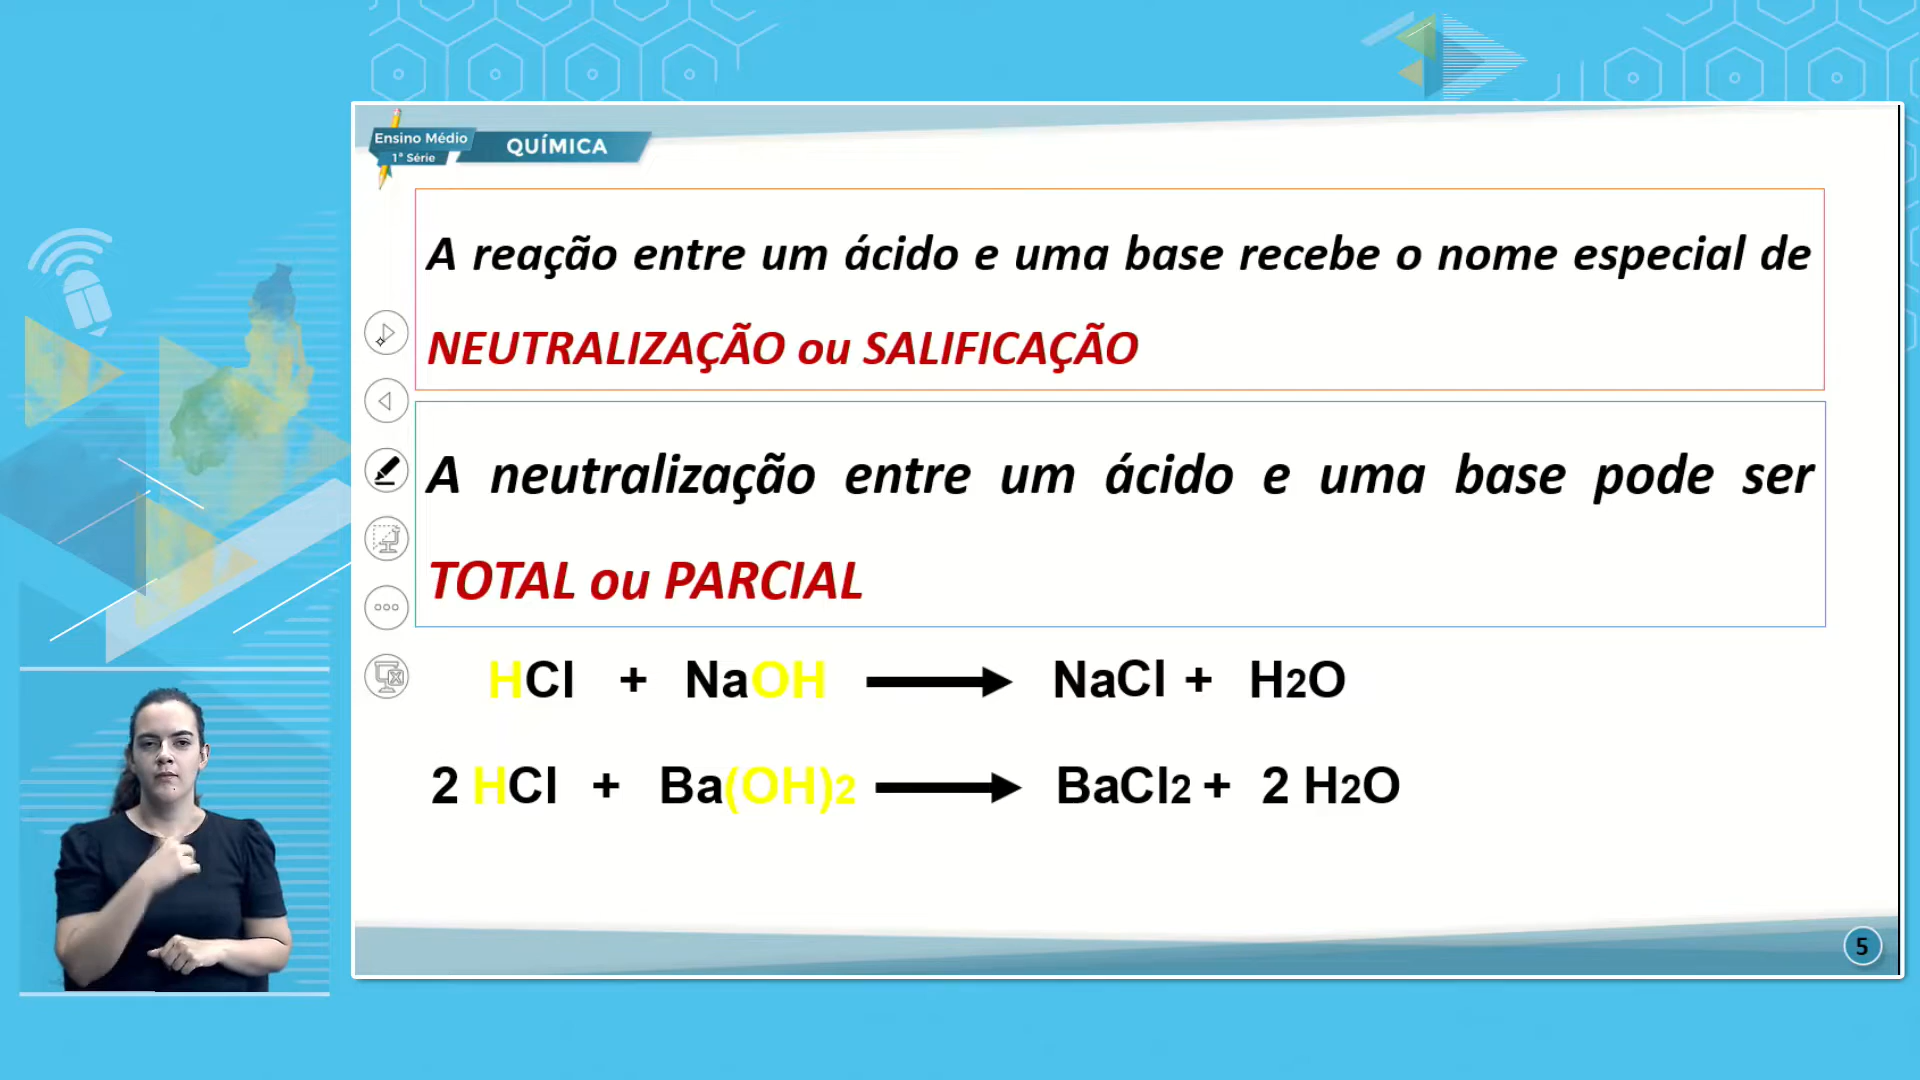 Ensino Médio
1ª Série
QUÍMICA
A reação entre um ácido e uma base recebe o nome especial de
NEUTRALIZAÇÃO ou SALIFICAÇÃO
A neutralização entre um ácido e uma base pode ser
TOTAL ou PARCIAL
HCl + NaOH → NaCl + H2O
2 HCl + Ba(OH)2 → BaCl2 + 2 H2O
5